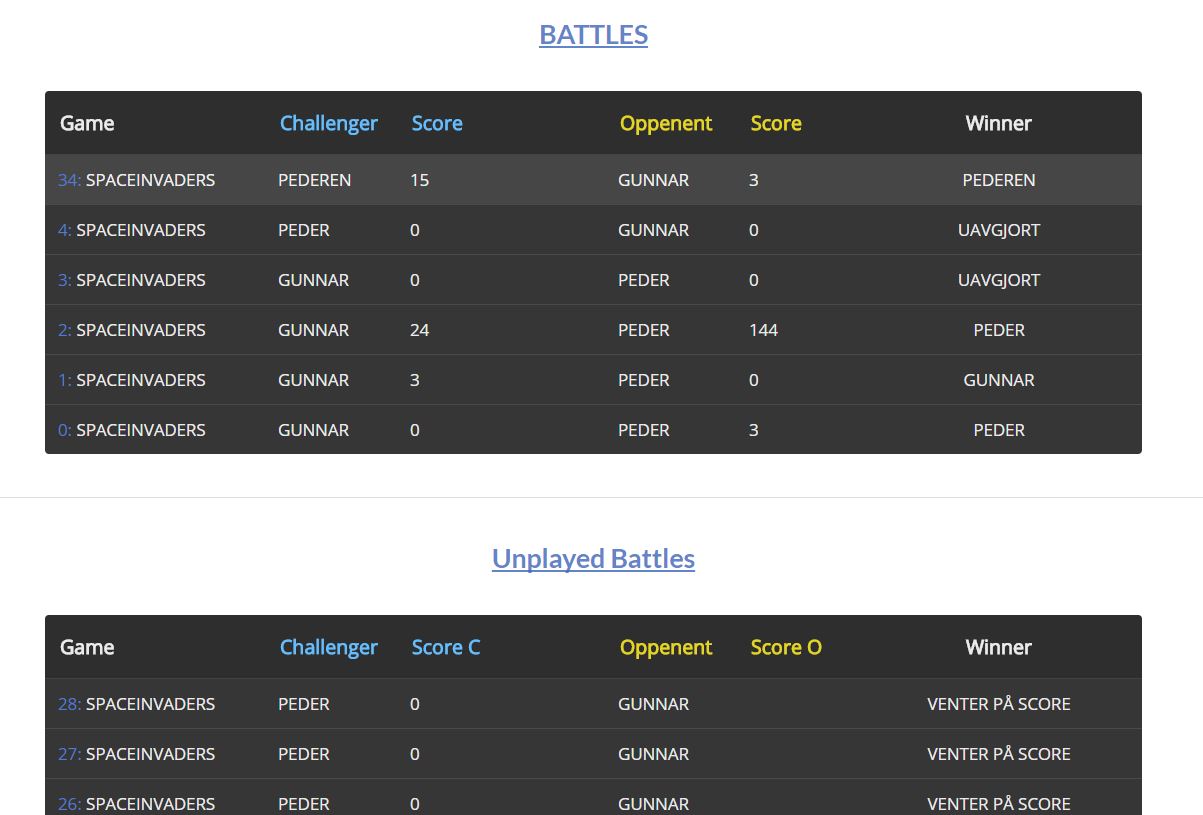 BATTLES
Game Challenger Score Oppenent Score Winner
34: SPACEINVADERS PEDEREN 15 GUNNAR 3 PEDEREN
4: SPACEINVADERS PEDER 0 GUNNAR 0 UAVGJORT
3: SPACEINVADERS GUNNAR 0 PEDER 0 UAVGJORT
2: SPACEINVADERS GUNNAR 24 PEDER 144 PEDER
1: SPACEINVADERS GUNNAR 3 PEDER 0 GUNNAR
0: SPACEINVADERS GUNNAR 0 PEDER 3 PEDER
Unplayed Battles
Game Challenger Score C Oppenent Score O Winner
28: SPACEINVADERS PEDER 0 GUNNAR VENTER PÅ SCORE
27: SPACEINVADERS PEDER 0 GUNNAR VENTER PÅ SCORE
26: SPACEINVADERS PEDER 0 GUNNAR VENTER PÅ SCORE